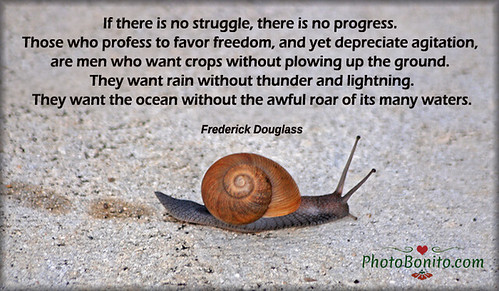 If there is no struggle, there is no progress.
Those who profess to favor freedom, and yet depreciate agitation,
are men who want crops without plowing up the ground.
They want rain without thunder and lightning.
They want the ocean without the awful roar of its many waters.
Frederick Douglass
PhotoBonito.com